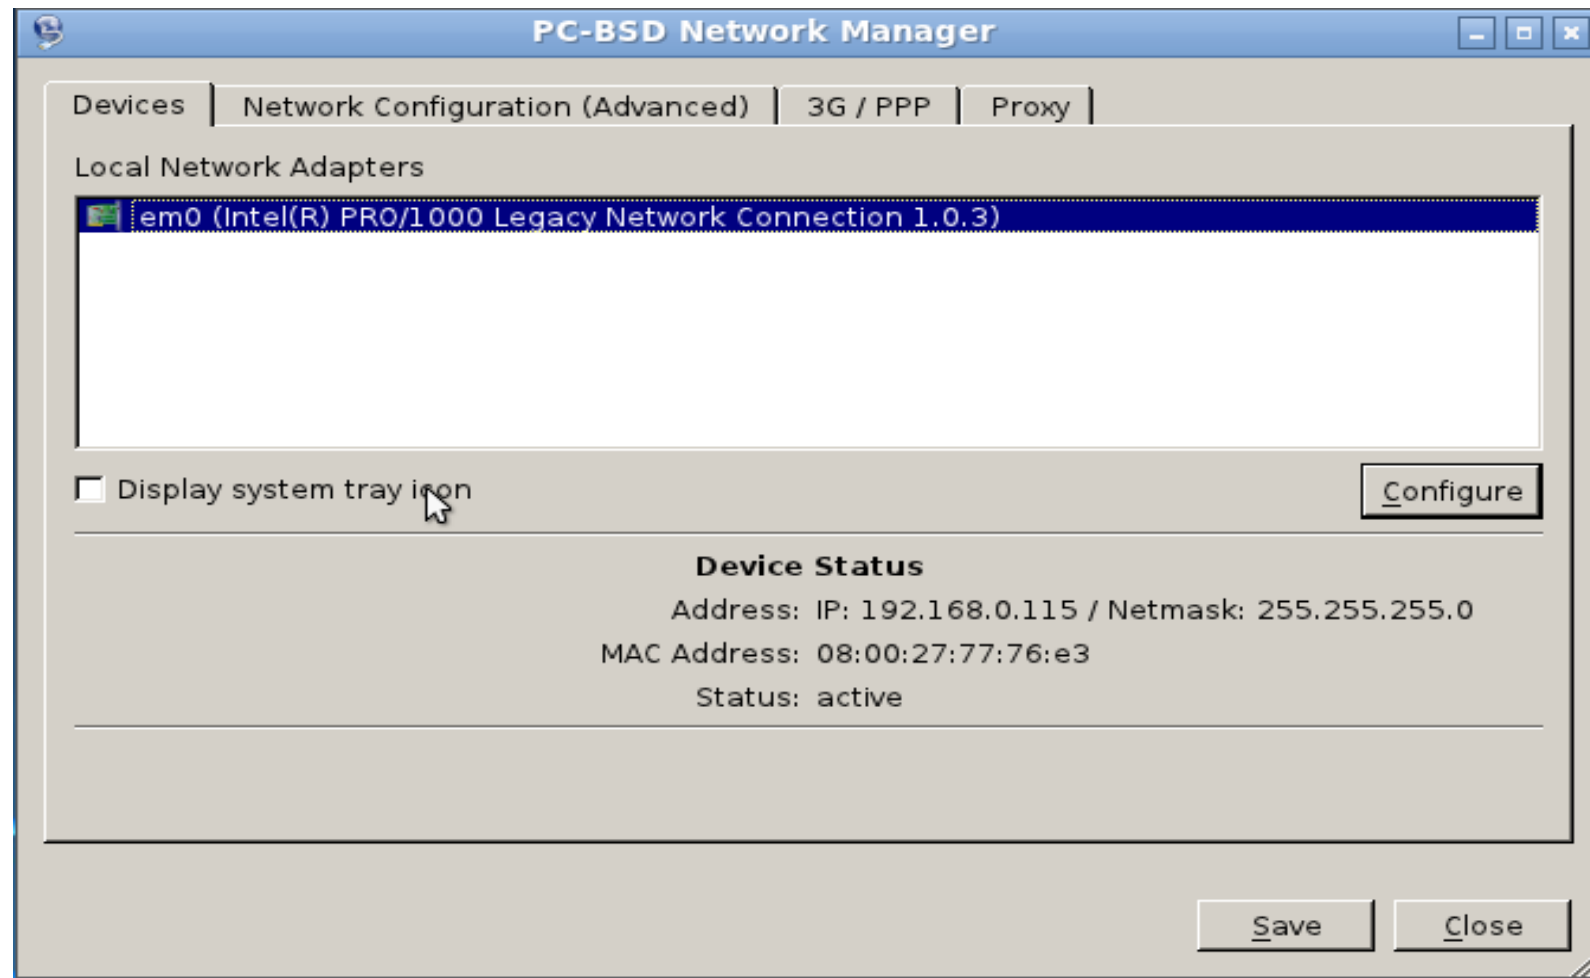 PC-BSD Network Manager
Devices Network Configuration (Advanced) 3G / PPP Proxy
Local Network Adapters
em0 (Intel(R) PRO/1000 Legacy Network Connection 1.0.3)
Display system tray icon Configure
Device Status
Address: IP: 192.168.0.115 / Netmask: 255.255.255.0
MAC Address: 08:00:27:77:76:e3
Status: active
Save Close